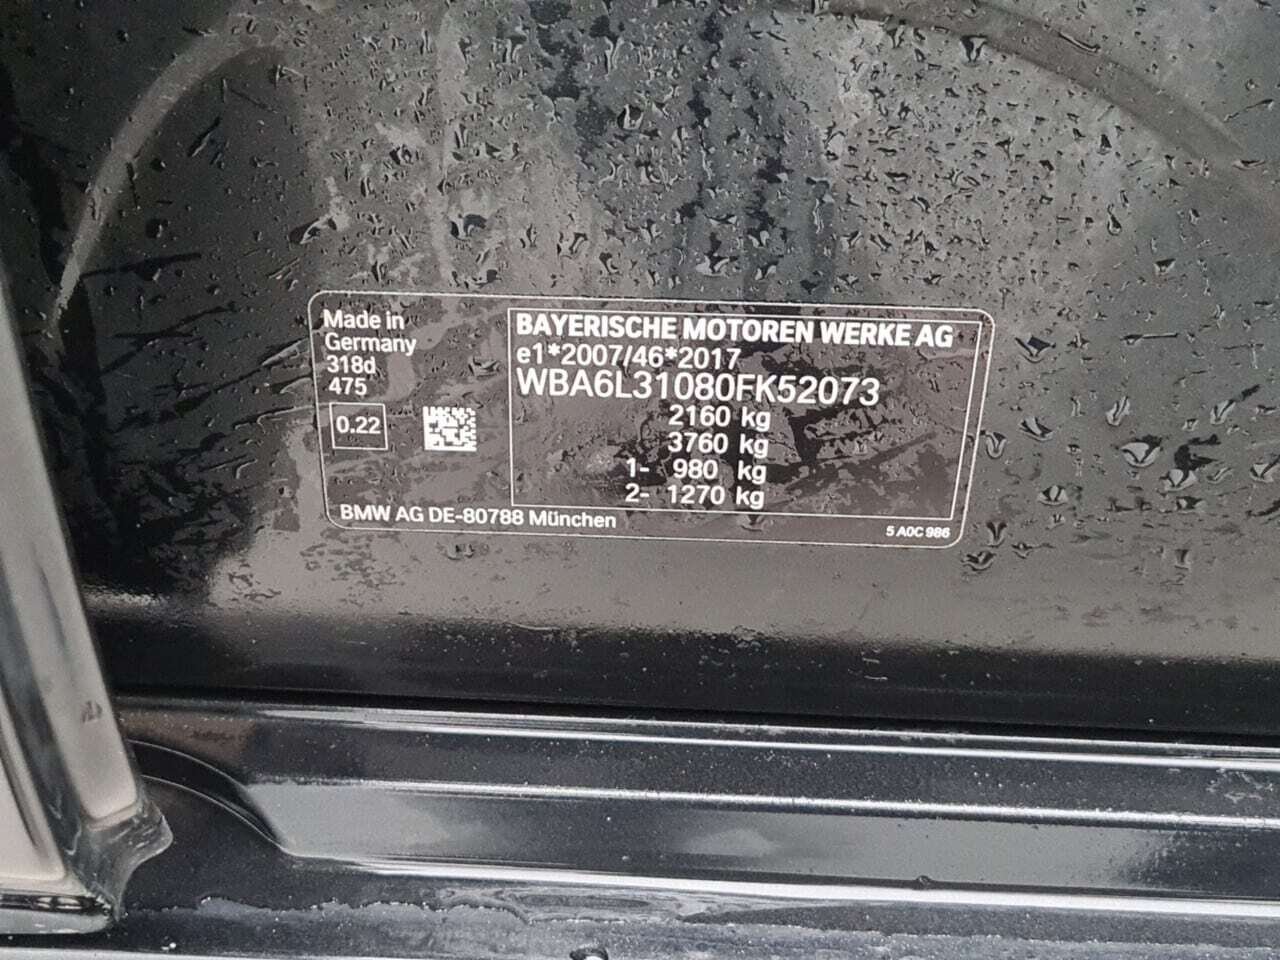 Made in
Germany
318d
475
0.22
BAYERISCHE MOTOREN WERKE AG
e1*2007/46*2017
WBA6L31080FK52073
2160 kg
3760 kg
1- 980 kg
2- 1270 kg
BMW AG DE-80788 München
5 A0C 986